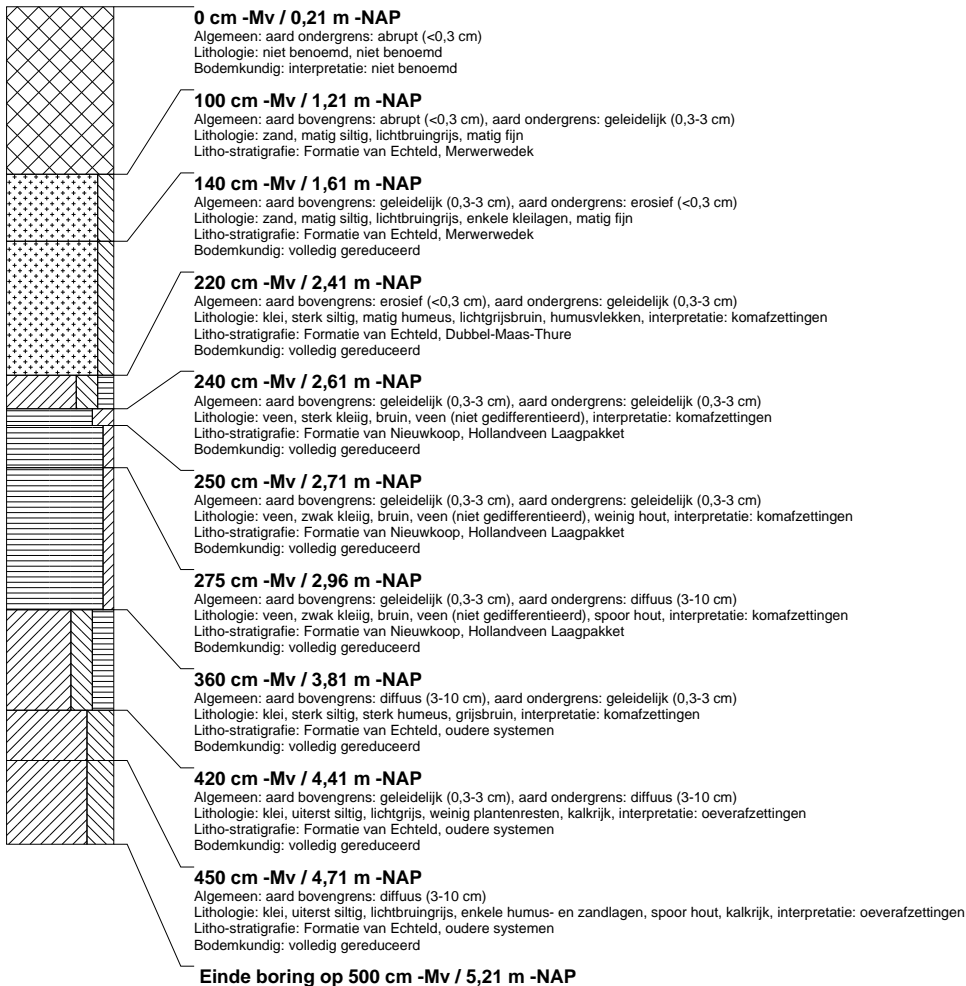 0 cm -Mv / 0,21 m -NAP
Algemeen: aard ondergrens: abrupt (<0,3 cm)
Lithologie: niet benoemd, niet benoemd
Bodemkundig: interpretatie: niet benoemd
100 cm -Mv / 1,21 m -NAP
Algemeen: aard bovengrens: abrupt (<0,3 cm), aard ondergrens: geleidelijk (0,3-3 cm)
Lithologie: zand, matig siltig, lichtbruingrijs, matig fijn
Litho-stratigrafie: Formatie van Echteld, Merwerwedek
140 cm -Mv / 1,61 m -NAP
Algemeen: aard bovengrens: geleidelijk (0,3-3 cm), aard ondergrens: erosief (<0,3 cm)
Lithologie: zand, matig siltig, lichtbruingrijs, enkele kleilagen, matig fijn
Litho-stratigrafie: Formatie van Echteld, Merwerwedek
Bodemkundig: volledig gereduceerd
220 cm -Mv / 2,41 m -NAP
Algemeen: aard bovengrens: erosief (<0,3 cm), aard ondergrens: geleidelijk (0,3-3 cm)
Lithologie: klei, sterk siltig, matig humeus, lichtgrijsbruin, humusvlekken, interpretatie: komafzettingen
Litho-stratigrafie: Formatie van Echteld, Dubbel-Maas-Thure
Bodemkundig: volledig gereduceerd
240 cm -Mv / 2,61 m -NAP
Algemeen: aard bovengrens: geleidelijk (0,3-3 cm), aard ondergrens: geleidelijk (0,3-3 cm)
Lithologie: veen, sterk kleiig, bruin, veen (niet gedifferentieerd), interpretatie: komafzettingen
Litho-stratigrafie: Formatie van Nieuwkoop, Hollandveen Laagpakket
Bodemkundig: volledig gereduceerd
250 cm -Mv / 2,71 m -NAP
Algemeen: aard bovengrens: geleidelijk (0,3-3 cm), aard ondergrens: geleidelijk (0,3-3 cm)
Lithologie: veen, zwak kleiig, bruin, veen (niet gedifferentieerd), weinig hout, interpretatie: komafzettingen
Litho-stratigrafie: Formatie van Nieuwkoop, Hollandveen Laagpakket
Bodemkundig: volledig gereduceerd
275 cm -Mv / 2,96 m -NAP
Algemeen: aard bovengrens: geleidelijk (0,3-3 cm), aard ondergrens: diffuus (3-10 cm)
Lithologie: veen, zwak kleiig, bruin, veen (niet gedifferentieerd), spoor hout, interpretatie: komafzettingen
Litho-stratigrafie: Formatie van Nieuwkoop, Hollandveen Laagpakket
Bodemkundig: volledig gereduceerd
360 cm -Mv / 3,81 m -NAP
Algemeen: aard bovengrens: diffuus (3-10 cm), aard ondergrens: geleidelijk (0,3-3 cm)
Lithologie: klei, sterk siltig, sterk humeus, grijsbruin, interpretatie: komafzettingen
Litho-stratigrafie: Formatie van Echteld, oudere systemen
Bodemkundig: volledig gereduceerd
420 cm -Mv / 4,41 m -NAP
Algemeen: aard bovengrens: geleidelijk (0,3-3 cm), aard ondergrens: diffuus (3-10 cm)
Lithologie: klei, uiterst siltig, lichtgrijs, weinig plantenresten, kalkrijk, interpretatie: oeverafzettingen
Litho-stratigrafie: Formatie van Echteld, oudere systemen
Bodemkundig: volledig gereduceerd
450 cm -Mv / 4,71 m -NAP
Algemeen: aard bovengrens: diffuus (3-10 cm)
Lithologie: klei, uiterst siltig, lichtbruingrijs, enkele humus- en zandlagen, spoor hout, kalkrijk, interpretatie: oeverafzettingen
Litho-stratigrafie: Formatie van Echteld, oudere systemen
Bodemkundig: volledig gereduceerd
Einde boring op 500 cm -Mv / 5,21 m -NAP